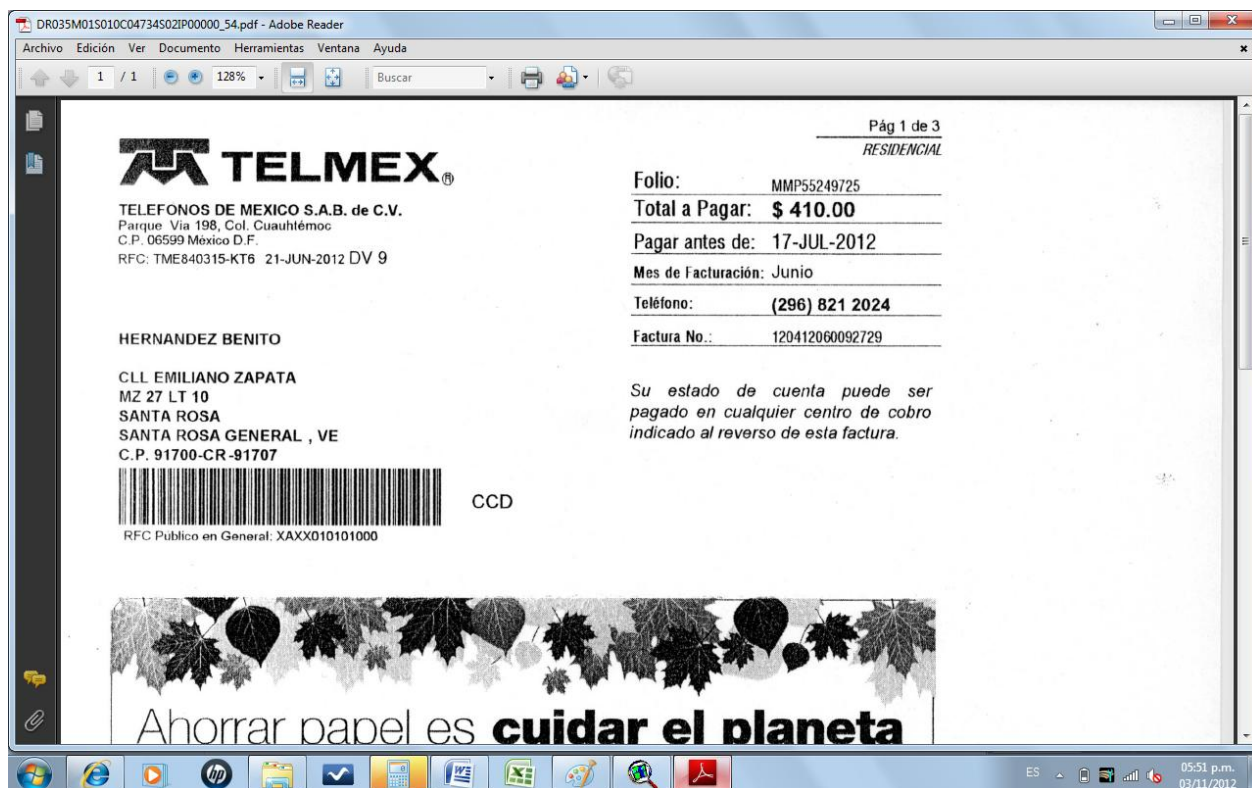 DR035M01S010C04734S02IP00000_54.pdf - Adobe Reader
Archivo Edición Ver Documento Herramientas Ventana Ayuda
1 / 1 128% Buscar
Pág 1 de 3
RESIDENCIAL
TELMEX®
TELEFONOS DE MEXICO S.A.B. de C.V.
Parque Via 198, Col. Cuauhtémoc
C.P. 06599 México D.F.
RFC: TME840315-KT6 21-JUN-2012 DV 9
Folio: MMP55249725
Total a Pagar: $ 410.00
Pagar antes de: 17-JUL-2012
Mes de Facturación: Junio
Teléfono: (296) 821 2024
Factura No.: 120412060092729
HERNANDEZ BENITO
CLL EMILIANO ZAPATA
MZ 27 LT 10
SANTA ROSA
SANTA ROSA GENERAL , VE
C.P. 91700-CR-91707
Su estado de cuenta puede ser
pagado en cualquier centro de cobro
indicado al reverso de esta factura.
CCD
RFC Publico en General: XAXX010101000
Ahorrar papel es cuidar el planeta
hp
ES 05:51 p.m.
03/11/2012